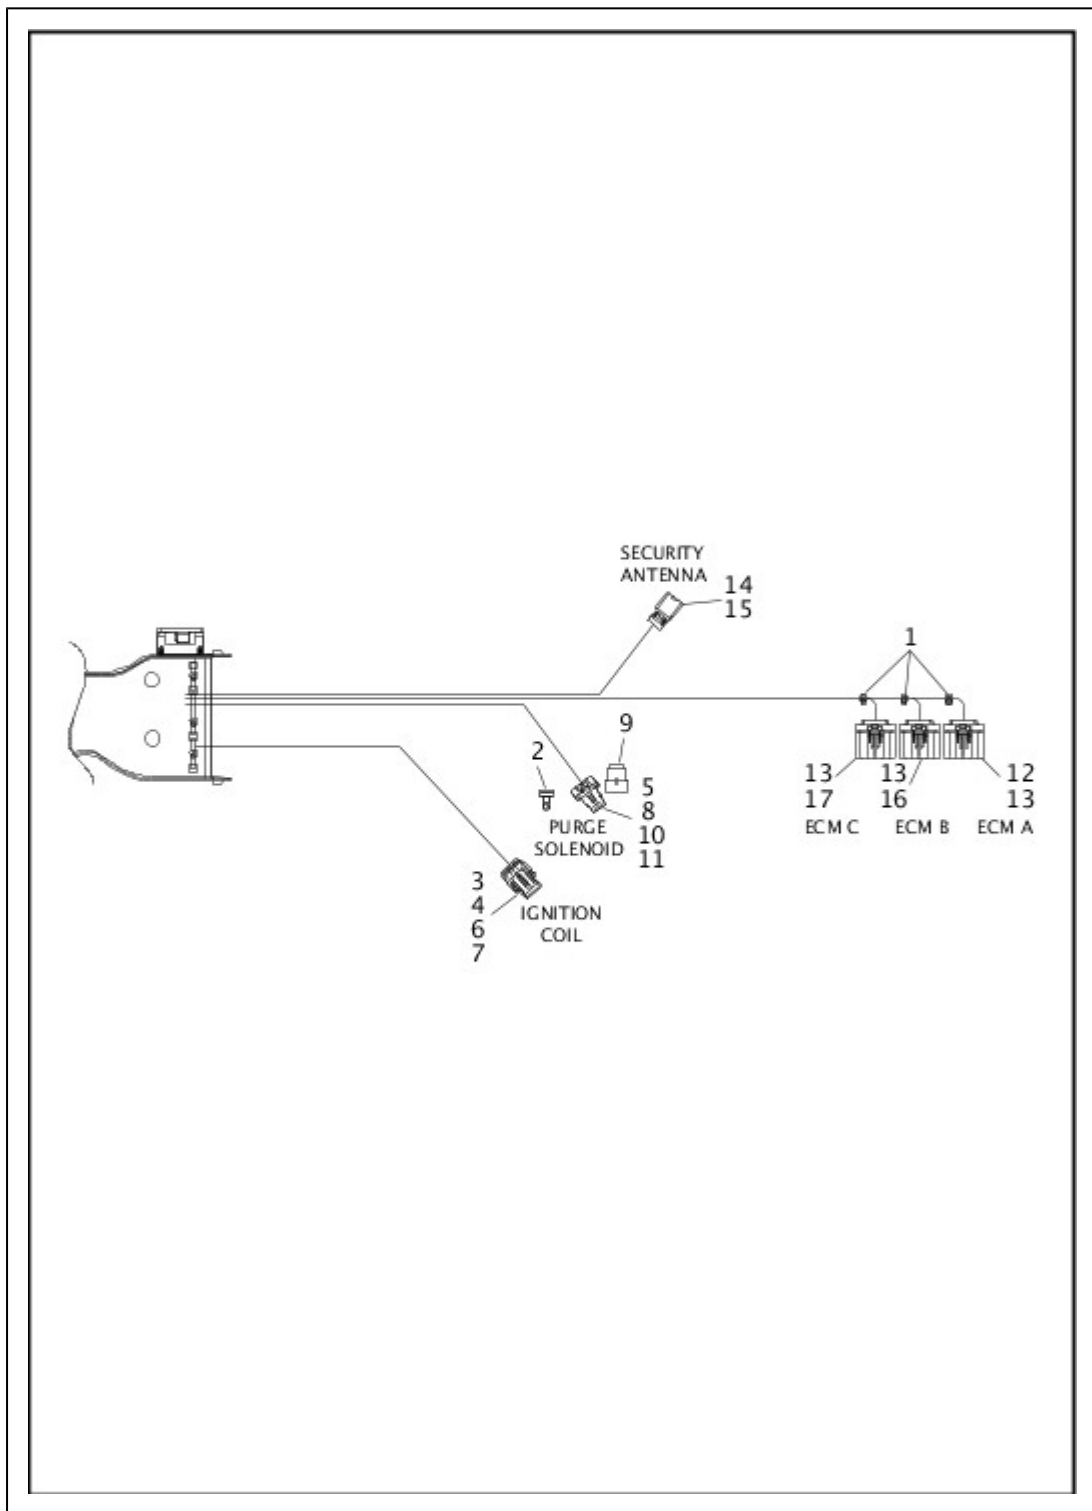 SECURITY
ANTENNA
14
15
1
9
2
5
8
10
11
PURGE
SOLENOID
13
17
ECM C
13
16
ECM B
12
13
ECM A
3
4
6
7
IGNITION
COIL